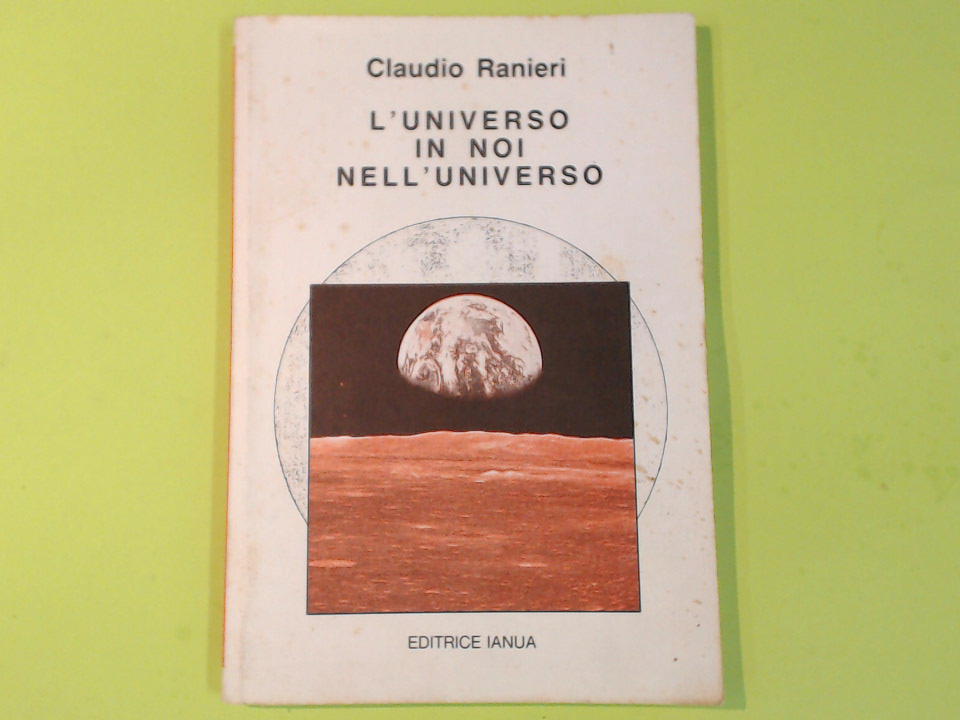 Claudio Ranieri
L'UNIVERSO
IN NOI
NELL'UNIVERSO
EDITRICE IANUA